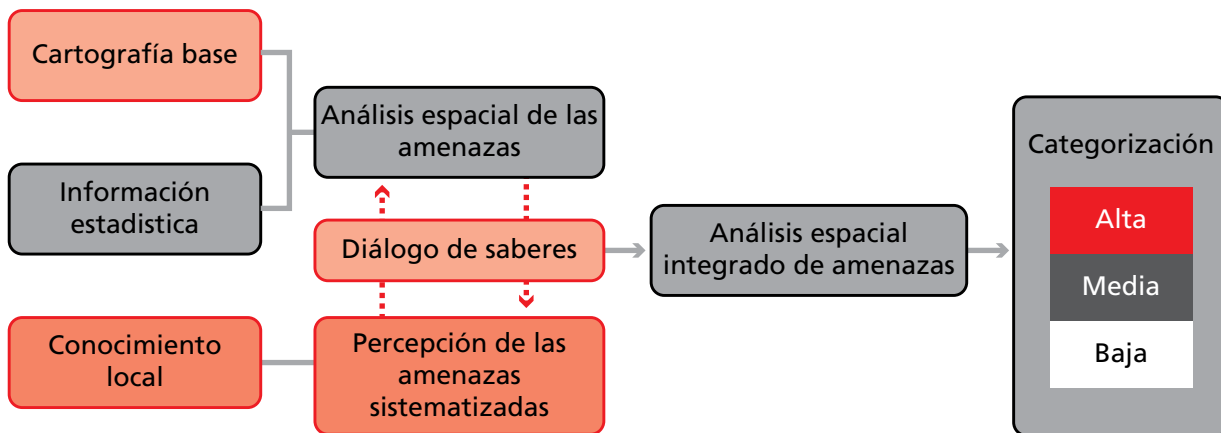 Cartografía base
Información
estadistica
Conocimiento
local
Análisis espacial de las
amenazas
Diálogo de saberes
Percepción de las
amenazas
sistematizadas
Análisis espacial
integrado de amenazas
Categorización
Alta
Media
Baja